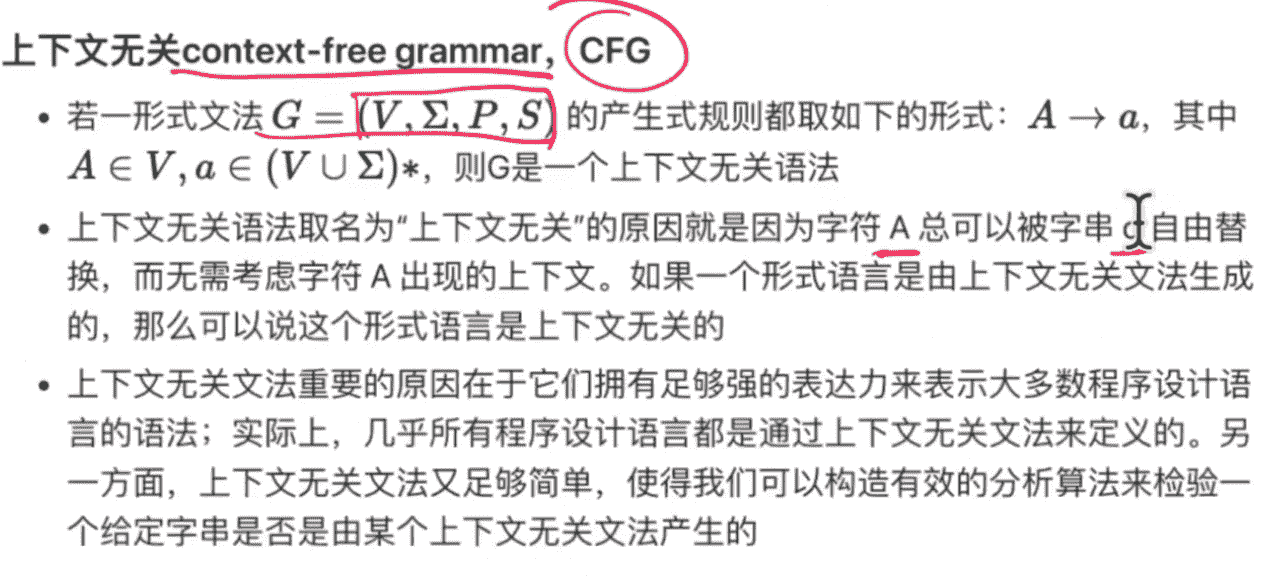 上下文无关context-free grammar，CFG
• 若一形式文法 G = (V, Σ, P, S) 的产生式规则都取如下的形式：A → a，其中
A ∈ V, a ∈ (V ∪ Σ)*，则G是一个上下文无关语法
• 上下文无关语法取名为“上下文无关”的原因就是因为字符 A 总可以被字串 自由替
换，而无需考虑字符 A 出现的上下文。如果一个形式语言是由上下文无关文法生成
的，那么可以说这个形式语言是上下文无关的
• 上下文无关文法重要的原因在于它们拥有足够强的表达力来表示大多数程序设计语
言的语法；实际上，几乎所有程序设计语言都是通过上下文无关文法来定义的。另
一方面，上下文无关文法又足够简单，使得我们可以构造有效的分析算法来检验一
个给定字串是否是由某个上下文无关文法产生的